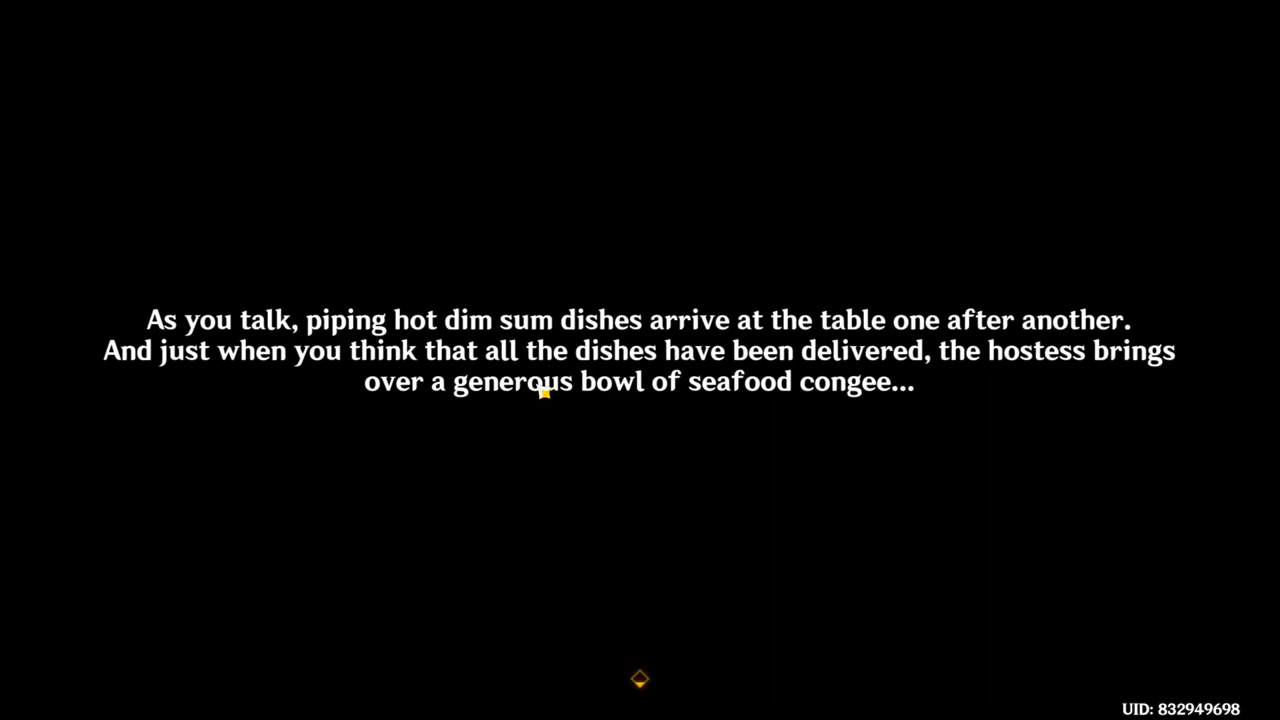 As you talk, piping hot dim sum dishes arrive at the table one after another.
And just when you think that all the dishes have been delivered, the hostess brings
over a generous bowl of seafood congee...
UID: 832949698